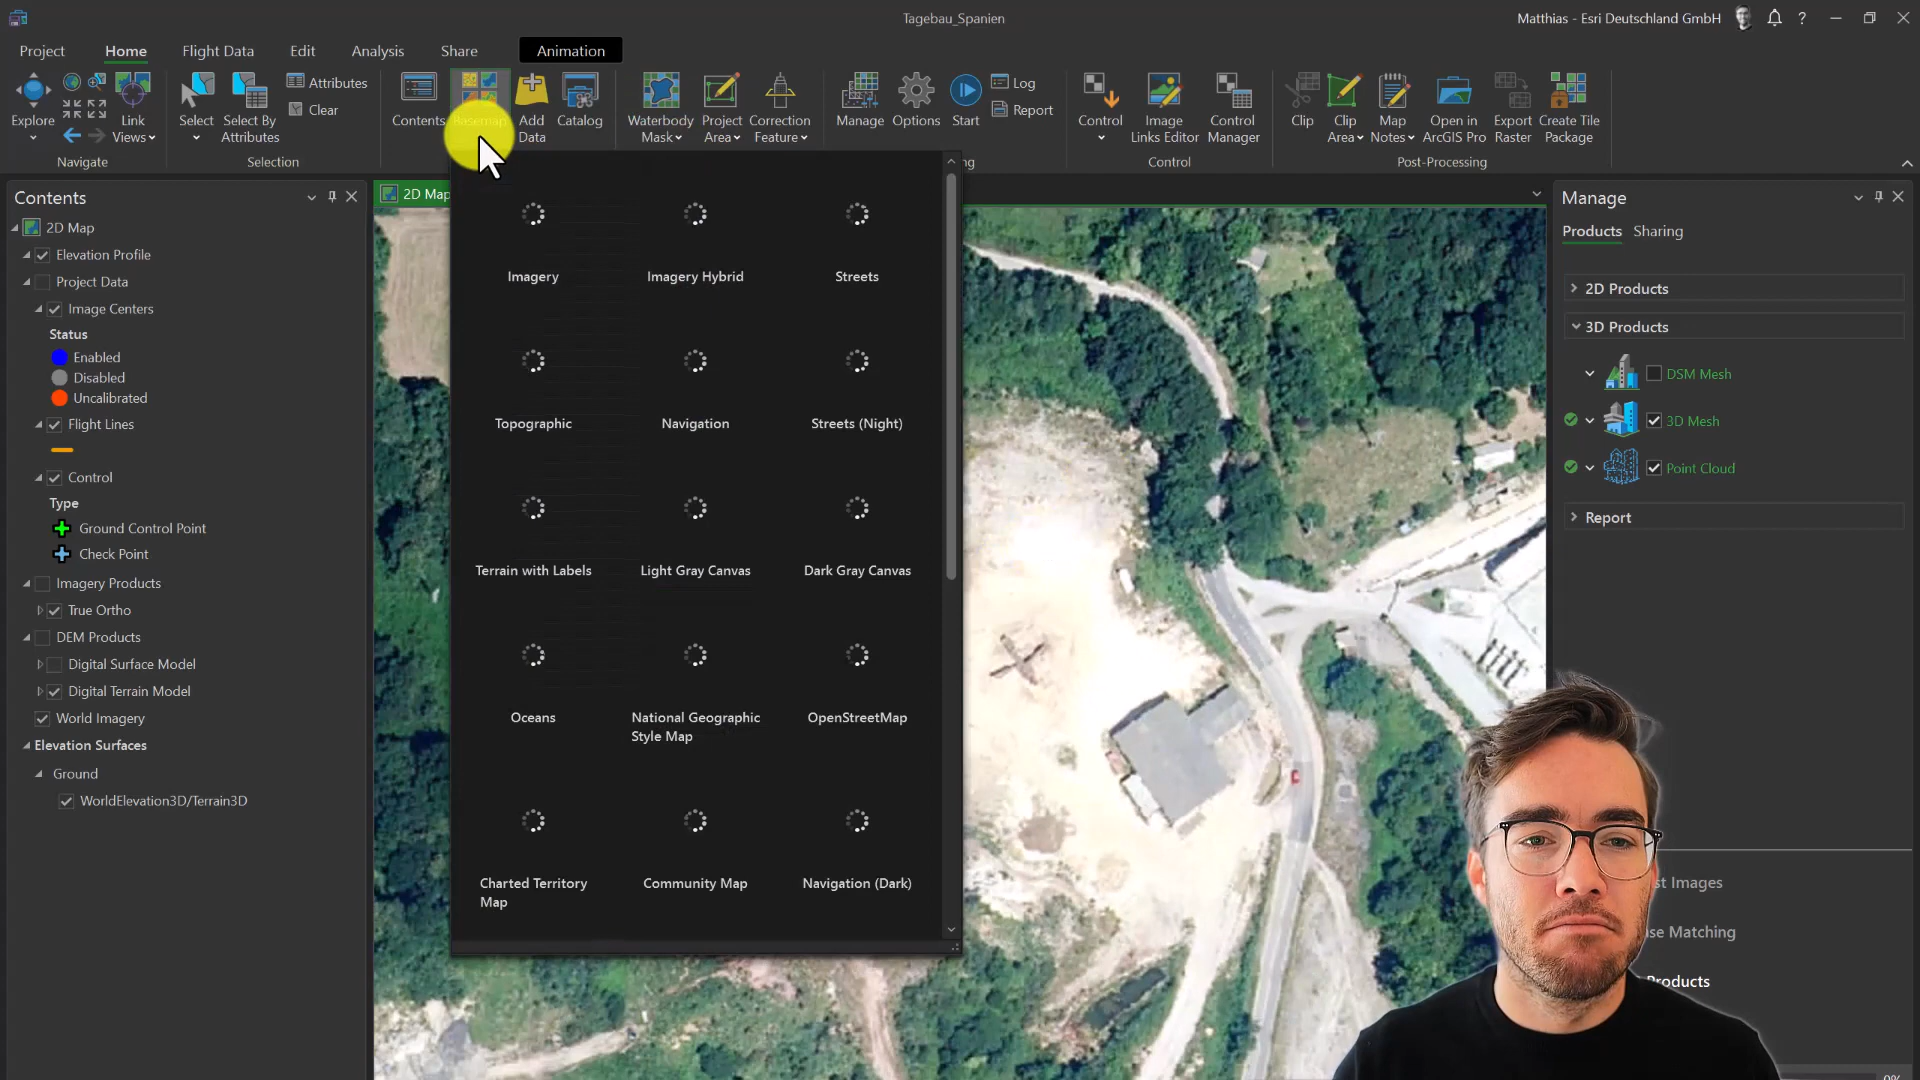 Tagebau_Spanien
Matthias - Esri Deutschland GmbH
?
Project
Home
Flight Data
Edit
Analysis
Share
Animation
Explore
Link
Views
Navigate
Select
Select By
Attributes
Attributes
Clear
Selection
Contents
Basemap
Add
Data
Catalog
Waterbody
Mask
Project
Area
Correction
Feature
Manage
Options
Start
Log
Report
Control
Image
Links Editor
Control
Manager
Control
Clip
Clip
Area
Map
Notes
Open in
ArcGIS Pro
Export
Raster
Create Tile
Package
Post-Processing
Contents
2D Map
Elevation Profile
Project Data
Image Centers
Status
Enabled
Disabled
Uncalibrated
Flight Lines
Control
Type
Ground Control Point
Check Point
Imagery Products
True Ortho
DEM Products
Digital Surface Model
Digital Terrain Model
World Imagery
Elevation Surfaces
Ground
WorldElevation3D/Terrain3D
2D Map
Imagery
Imagery Hybrid
Streets
Topographic
Navigation
Streets (Night)
Terrain with Labels
Light Gray Canvas
Dark Gray Canvas
Oceans
National Geographic
Style Map
OpenStreetMap
Charted Territory
Map
Community Map
Navigation (Dark)
Manage
Products
Sharing
2D Products
3D Products
DSM Mesh
3D Mesh
Point Cloud
Report
st Images
se Matching
Products